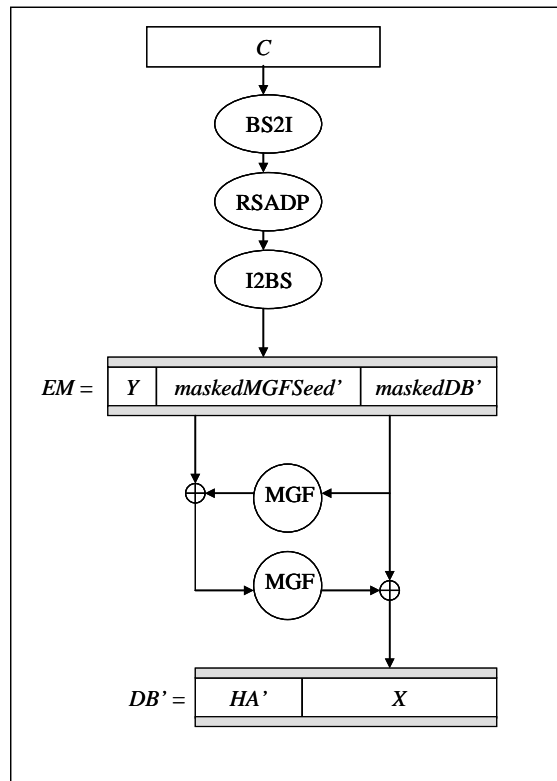 C
BS2I
RSADP
I2BS
EM = Y maskedMGFSeed’ maskedDB’
MGF
MGF
DB’ = HA’ X